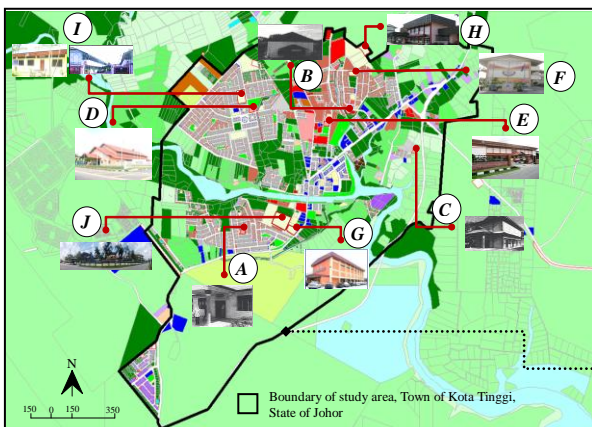 I
H
B
F
D
E
J
C
G
A
N
150 0 150 350
Boundary of study area, Town of Kota Tinggi,
State of Johor